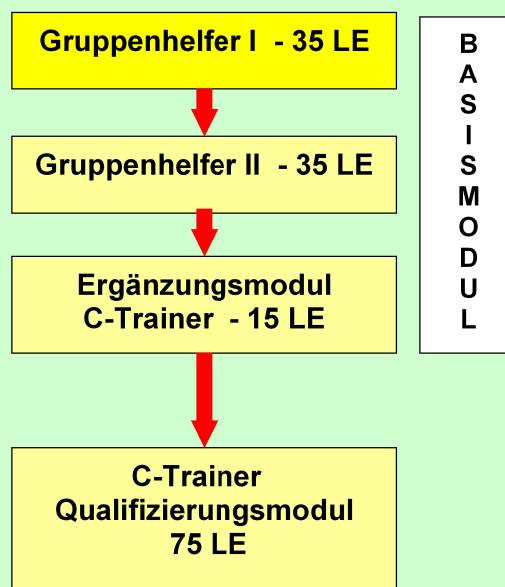 Gruppenhelfer I - 35 LE
Gruppenhelfer II - 35 LE
Ergänzungsmodul
C-Trainer - 15 LE
C-Trainer
Qualifizierungsmodul
75 LE
B
A
S
I
S
M
O
D
U
L